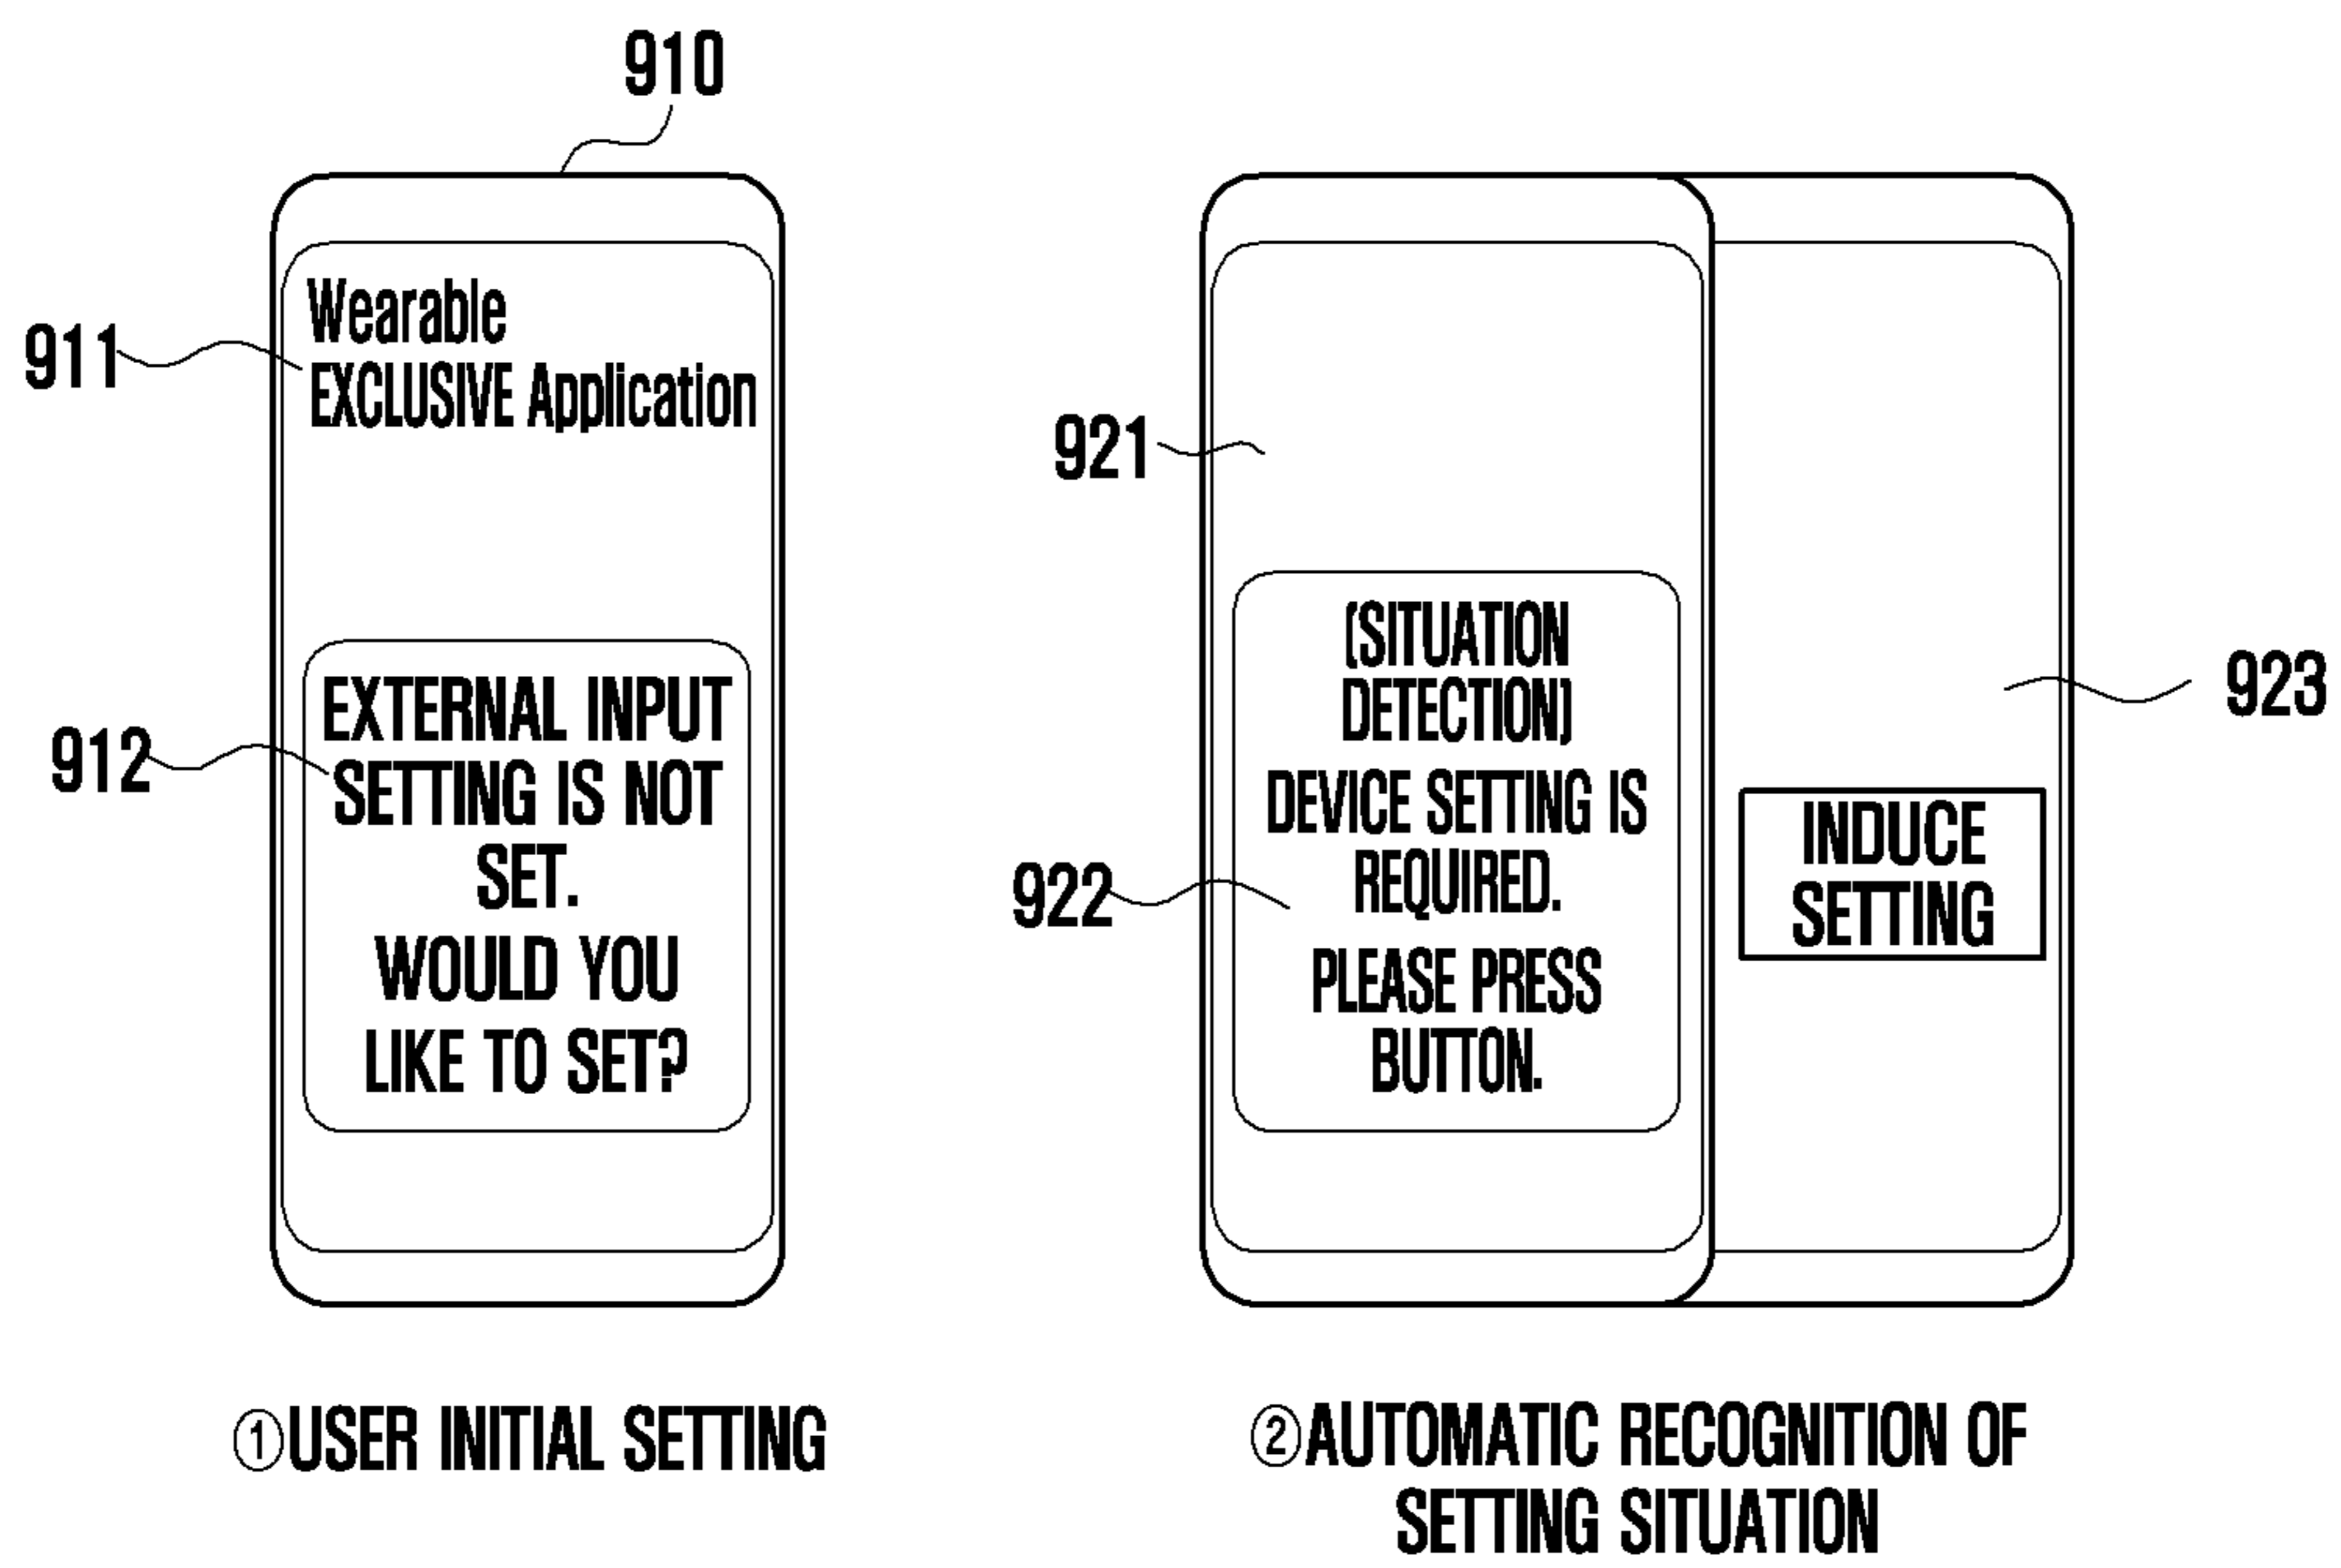 910
911
Wearable
EXCLUSIVE Application
912
EXTERNAL INPUT
SETTING IS NOT
SET.
WOULD YOU
LIKE TO SET?
①USER INITIAL SETTING
921
(SITUATION
DETECTION)
DEVICE SETTING IS
REQUIRED.
PLEASE PRESS
BUTTON.
922
923
INDUCE
SETTING
②AUTOMATIC RECOGNITION OF
SETTING SITUATION